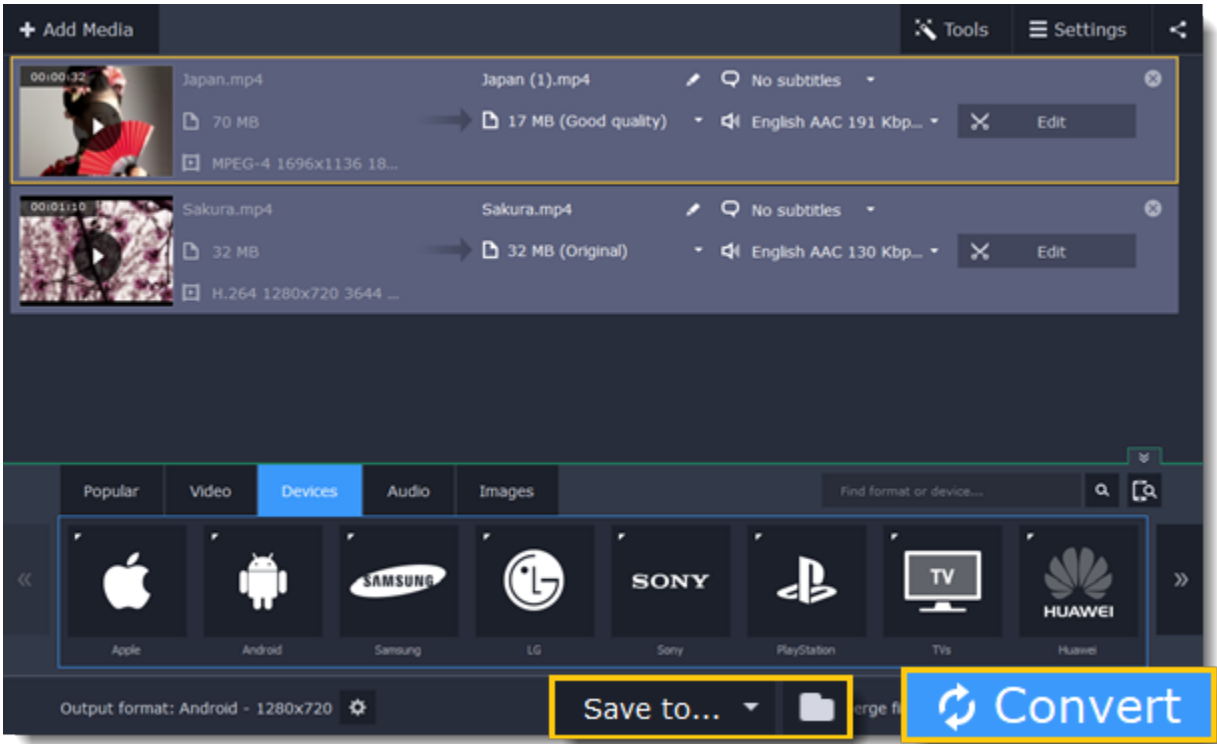 Add Media
Tools
Settings
00:00:32
Japan.mp4
Japan (1).mp4
No subtitles
70 MB
17 MB (Good quality)
English AAC 191 Kbp...
Edit
MPEG-4 1696x1136 18...
00:01:10
Sakura.mp4
Sakura.mp4
No subtitles
32 MB
32 MB (Original)
English AAC 130 Kbp...
Edit
H.264 1280x720 3644 ...
Popular
Video
Devices
Audio
Images
Find format or device...
SAMSUNG
LG
SONY
TV
HUAWEI
Apple
Android
Samsung
LG
Sony
PlayStation
TVs
Huawei
Output format: Android - 1280x720
Save to...
erge fi
Convert